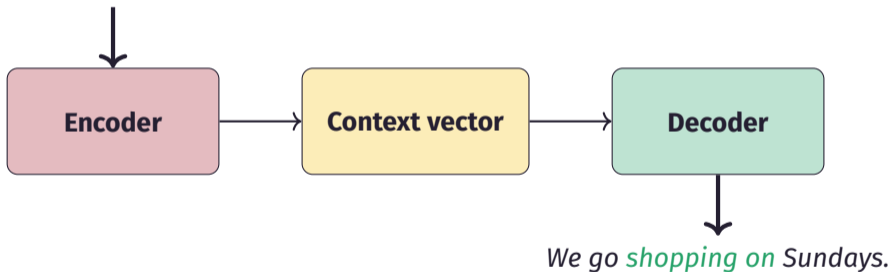 Encoder
Context vector
Decoder
We go shopping on Sundays.